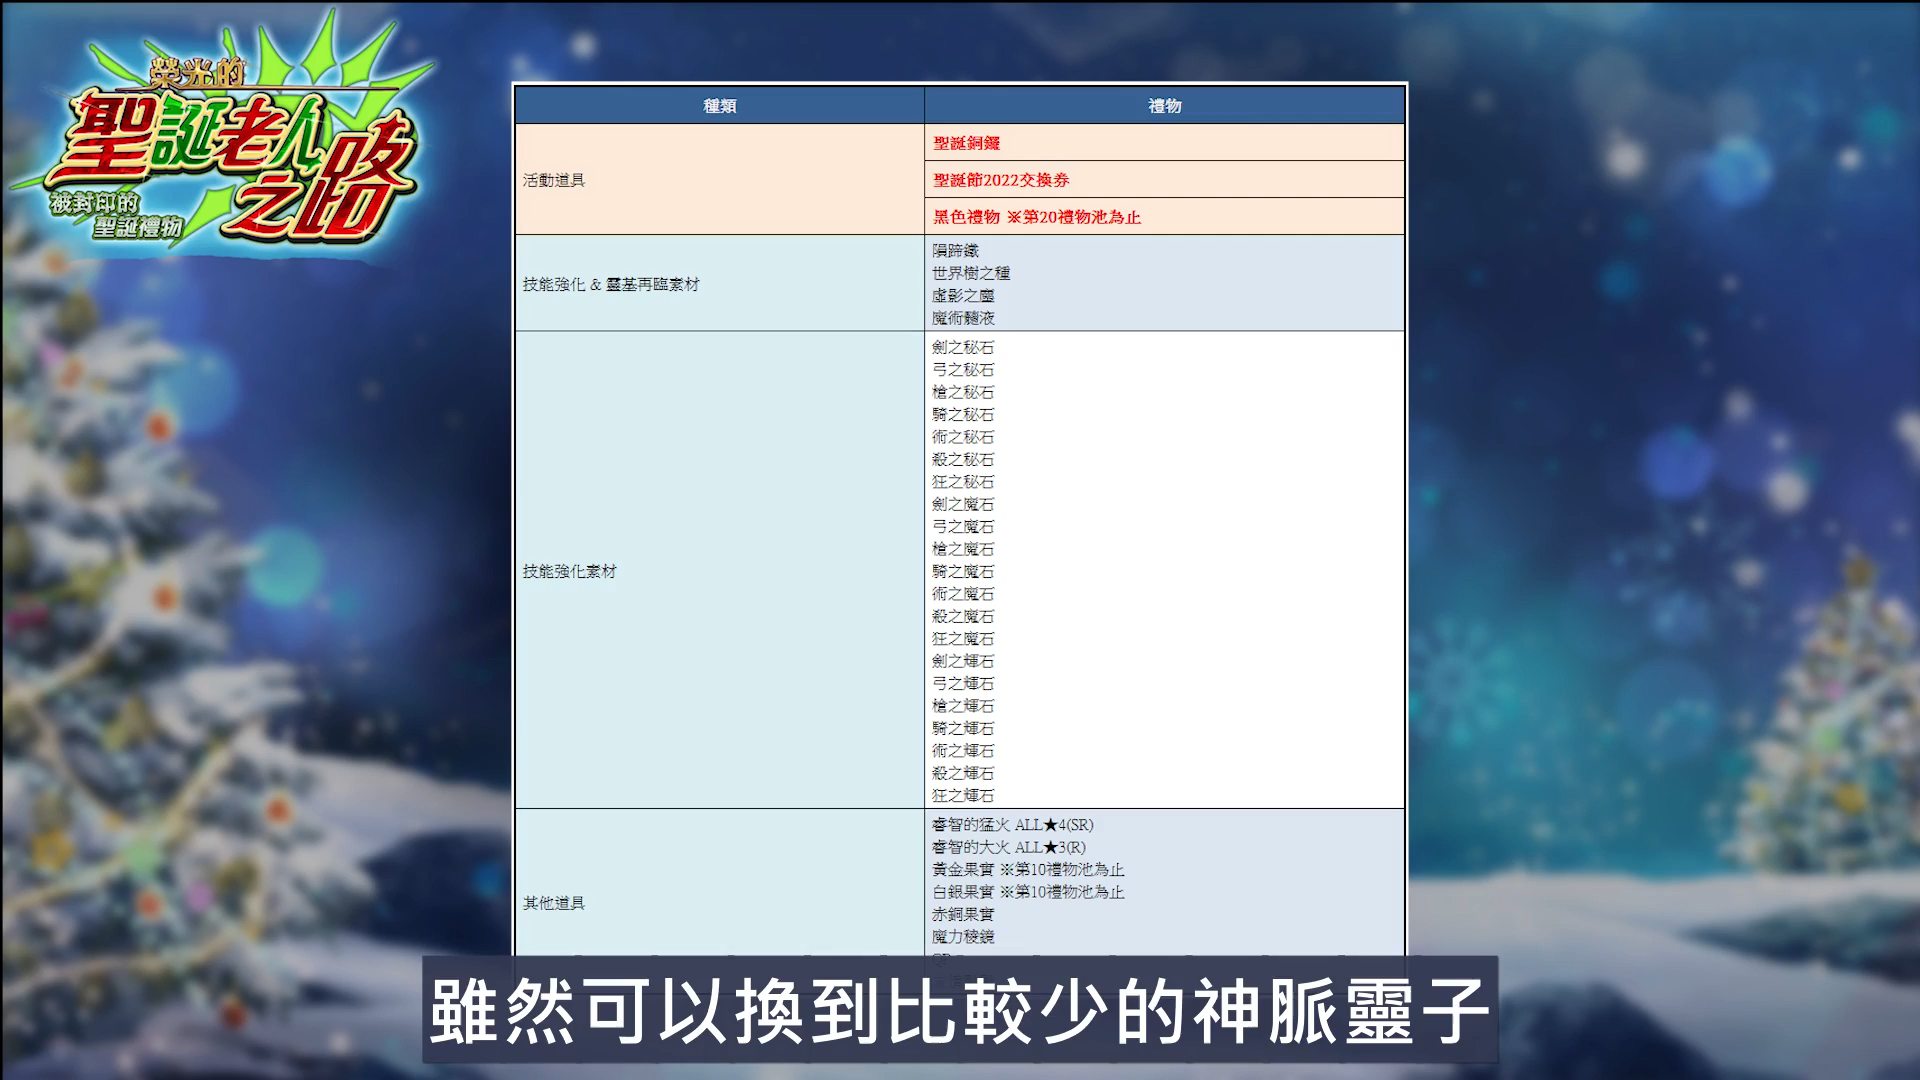 榮光的
聖誕老人
之路
被封印的
聖誕禮物
種類
禮物
活動道具
聖誕銅鑼
聖誕節2022交換券
黑色禮物 ※第20禮物池為止
技能強化 & 靈基再臨素材
隕蹄鐵
世界樹之種
虛影之塵
魔術髓液
技能強化素材
劍之秘石
弓之秘石
槍之秘石
騎之秘石
術之秘石
殺之秘石
狂之秘石
劍之魔石
弓之魔石
槍之魔石
騎之魔石
術之魔石
殺之魔石
狂之魔石
劍之輝石
弓之輝石
槍之輝石
騎之輝石
術之輝石
殺之輝石
狂之輝石
其他道具
睿智的猛火 ALL★4(SR)
睿智的大火 ALL★3(R)
黃金果實 ※第10禮物池為止
白銀果實 ※第10禮物池為止
赤銅果實
魔力稜鏡
QP
雖然可以換到比較少的神脈靈子